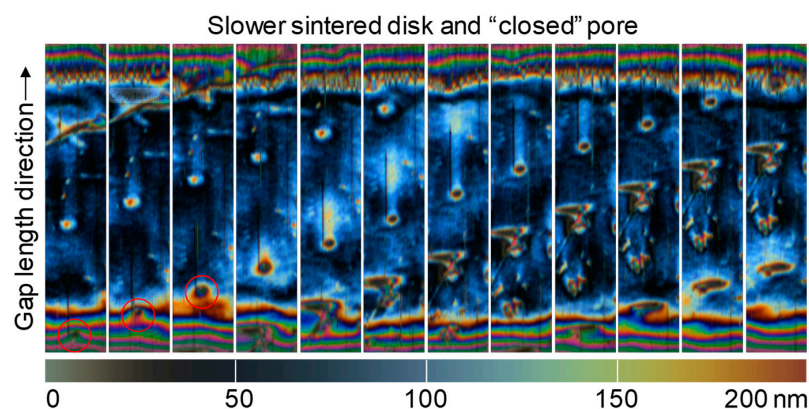 Slower sintered disk and “closed” pore
Gap length direction
0 50 100 150 200 nm